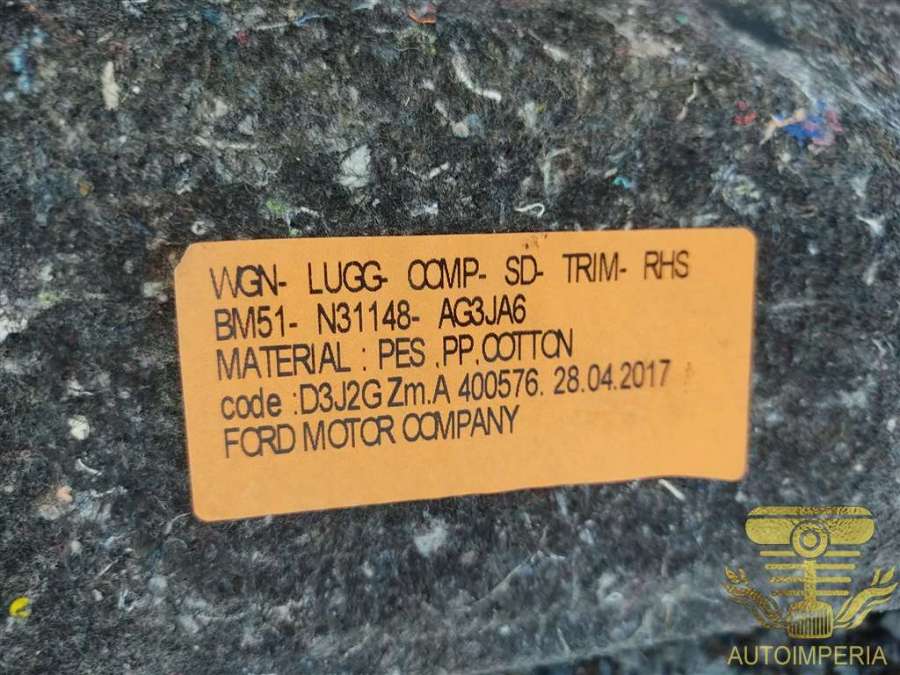 WGN- LUGG- COMP- SD- TRIM- RHS
BM51- N31148- AG3JA6
MATERIAL : PES ,PP,COTTON
code :D3J2G Zm.A 400576. 28.04.2017
FORD MOTOR COMPANY
AUTOIMPERIA